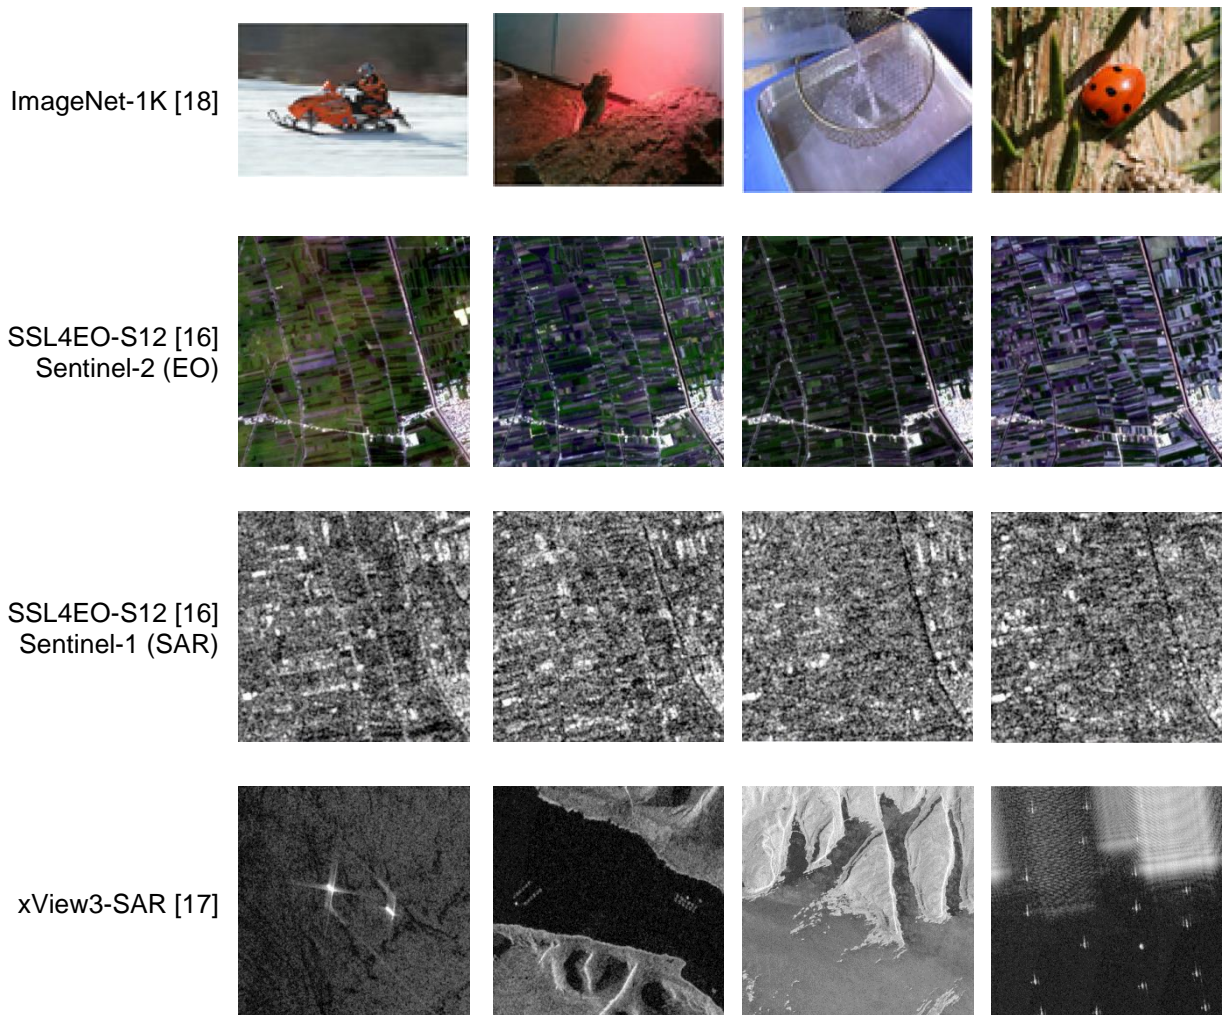 ImageNet-1K [18]
SSL4EO-S12 [16]
Sentinel-2 (EO)
SSL4EO-S12 [16]
Sentinel-1 (SAR)
xView3-SAR [17]